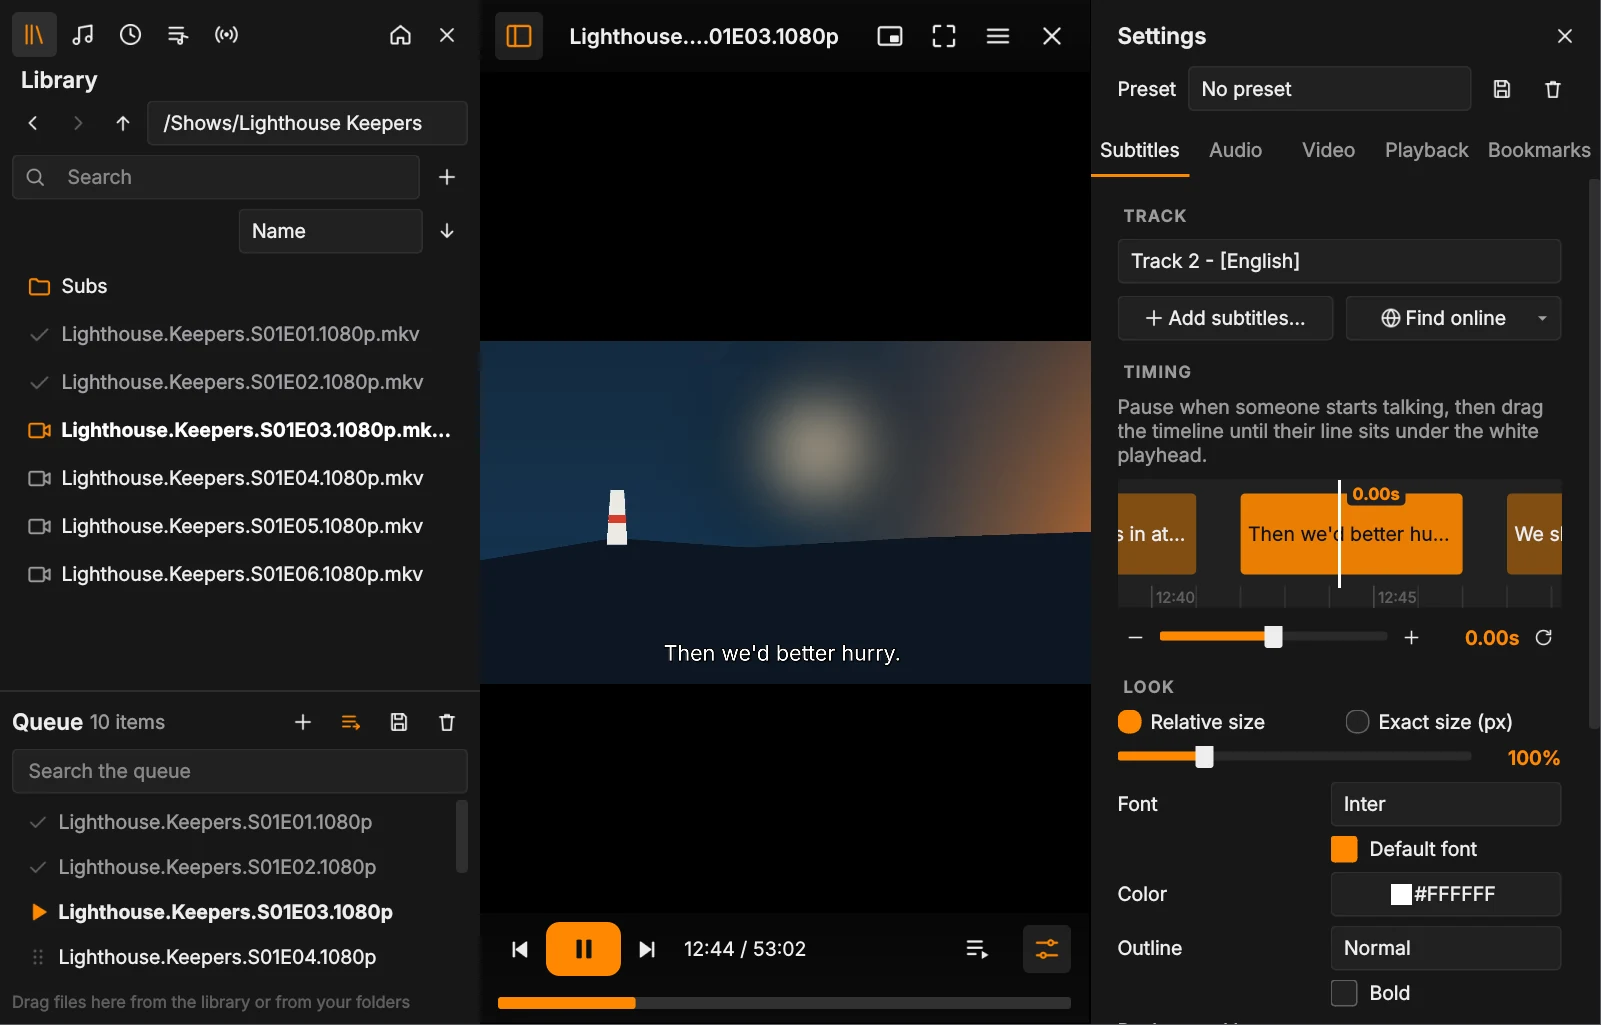 Library
/Shows/Lighthouse Keepers
Search
Name
Subs
Lighthouse.Keepers.S01E01.1080p.mkv
Lighthouse.Keepers.S01E02.1080p.mkv
Lighthouse.Keepers.S01E03.1080p.mk...
Lighthouse.Keepers.S01E04.1080p.mkv
Lighthouse.Keepers.S01E05.1080p.mkv
Lighthouse.Keepers.S01E06.1080p.mkv
Queue 10 items
Search the queue
Lighthouse.Keepers.S01E01.1080p
Lighthouse.Keepers.S01E02.1080p
Lighthouse.Keepers.S01E03.1080p
Lighthouse.Keepers.S01E04.1080p
Drag files here from the library or from your folders
Lighthouse....01E03.1080p
Then we'd better hurry.
12:44 / 53:02
Settings
Preset No preset
Subtitles Audio Video Playback Bookmarks
TRACK
Track 2 - [English]
+ Add subtitles... Find online
TIMING
Pause when someone starts talking, then drag
the timeline until their line sits under the white
playhead.
0.00s
s in at... Then we'd better hu... We sl
12:40 12:45
0.00s
LOOK
Relative size Exact size (px)
100%
Font Inter
Default font
Color #FFFFFF
Outline Normal
Bold